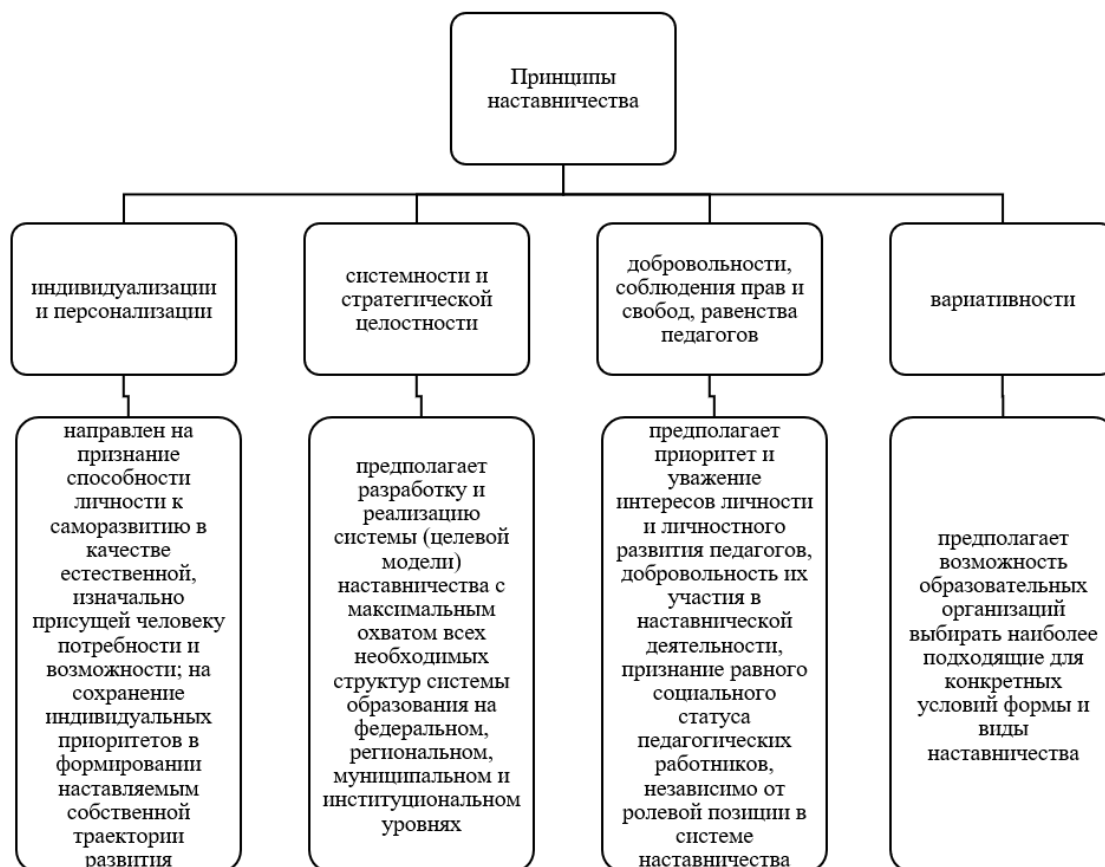 Принципы
наставничества
индивидуализации
и персонализации
системности и
стратегической
целостности
добровольности,
соблюдения прав и
свобод, равенства
педагогов
вариативности
направлен на
признание
способности
личности к
саморазвитию в
качестве
естественной,
изначально
присущей человеку
потребности и
возможности; на
сохранение
индивидуальных
приоритетов в
формировании
наставляемым
собственной
траектории
развития
предполагает
разработку и
реализацию
системы (целевой
модели)
наставничества с
максимальным
охватом всех
необходимых
структур системы
образования на
федеральном,
региональном,
муниципальном и
институциональном
уровнях
предполагает
приоритет и
уважение
интересов личности
и личностного
развития педагогов,
добровольность их
участия в
наставнической
деятельности,
признание равного
социального
статуса
педагогических
работников,
независимо от
ролевой позиции в
системе
наставничества
предполагает
возможность
образовательных
организаций
выбирать наиболее
подходящие для
конкретных
условий формы и
виды
наставничества